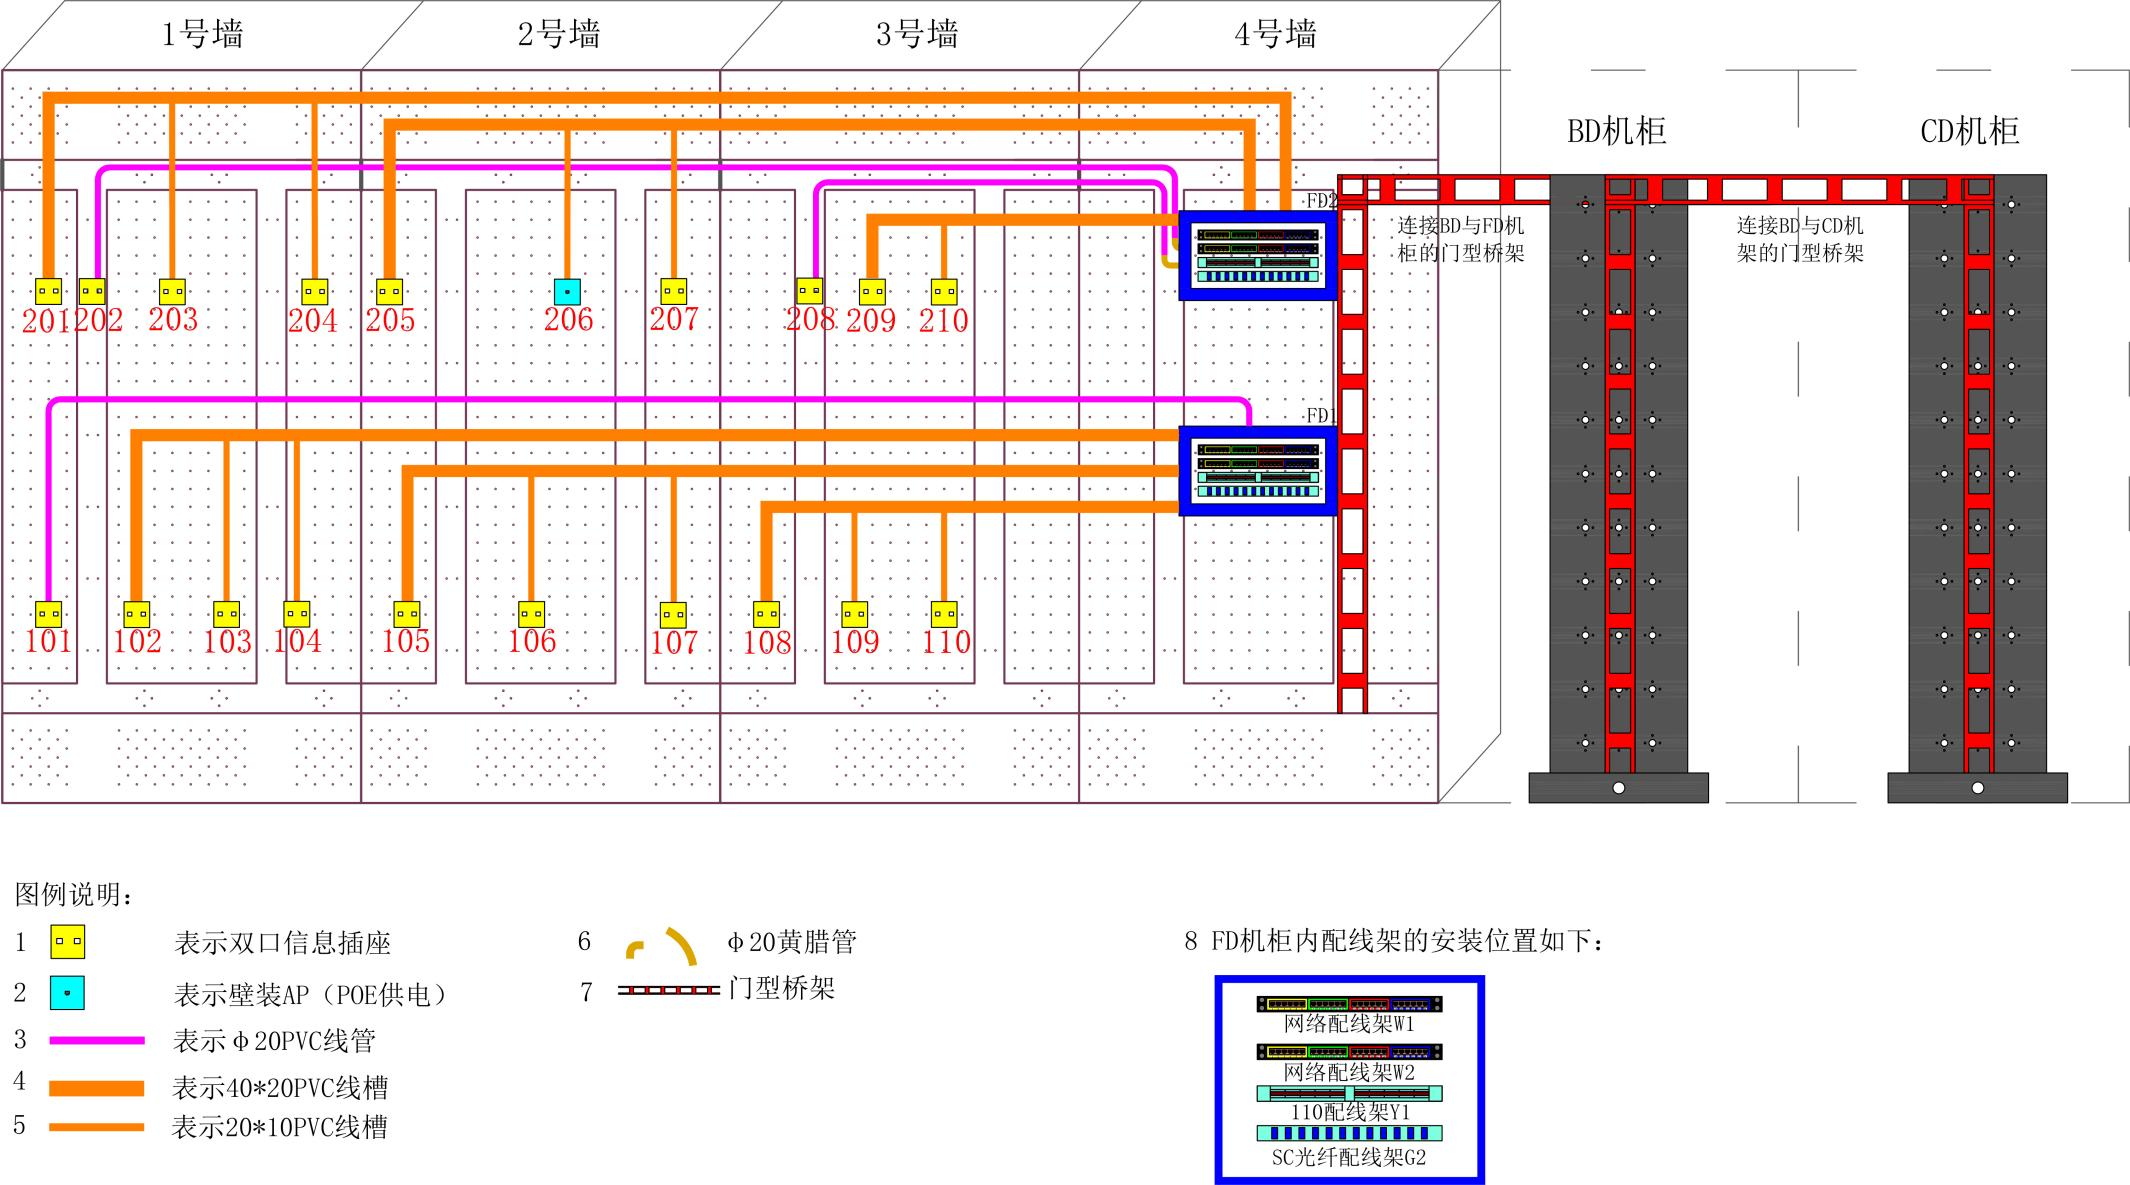 1号墙
2号墙
3号墙
4号墙
BD机柜
CD机柜
FD2
连接BD与FD机
柜的门型桥架
连接BD与CD机
架的门型桥架
201
202
203
204
205
206
207
208
209
210
FD1
101
102
103
104
105
106
107
108
109
110
图例说明：
1 表示双口信息插座
2 表示壁装AP（POE供电）
3 表示φ20PVC线管
4 表示40*20PVC线槽
5 表示20*10PVC线槽
6 φ20黄腊管
7 门型桥架
8 FD机柜内配线架的安装位置如下：
网络配线架W1
网络配线架W2
110配线架Y1
SC光纤配线架G2